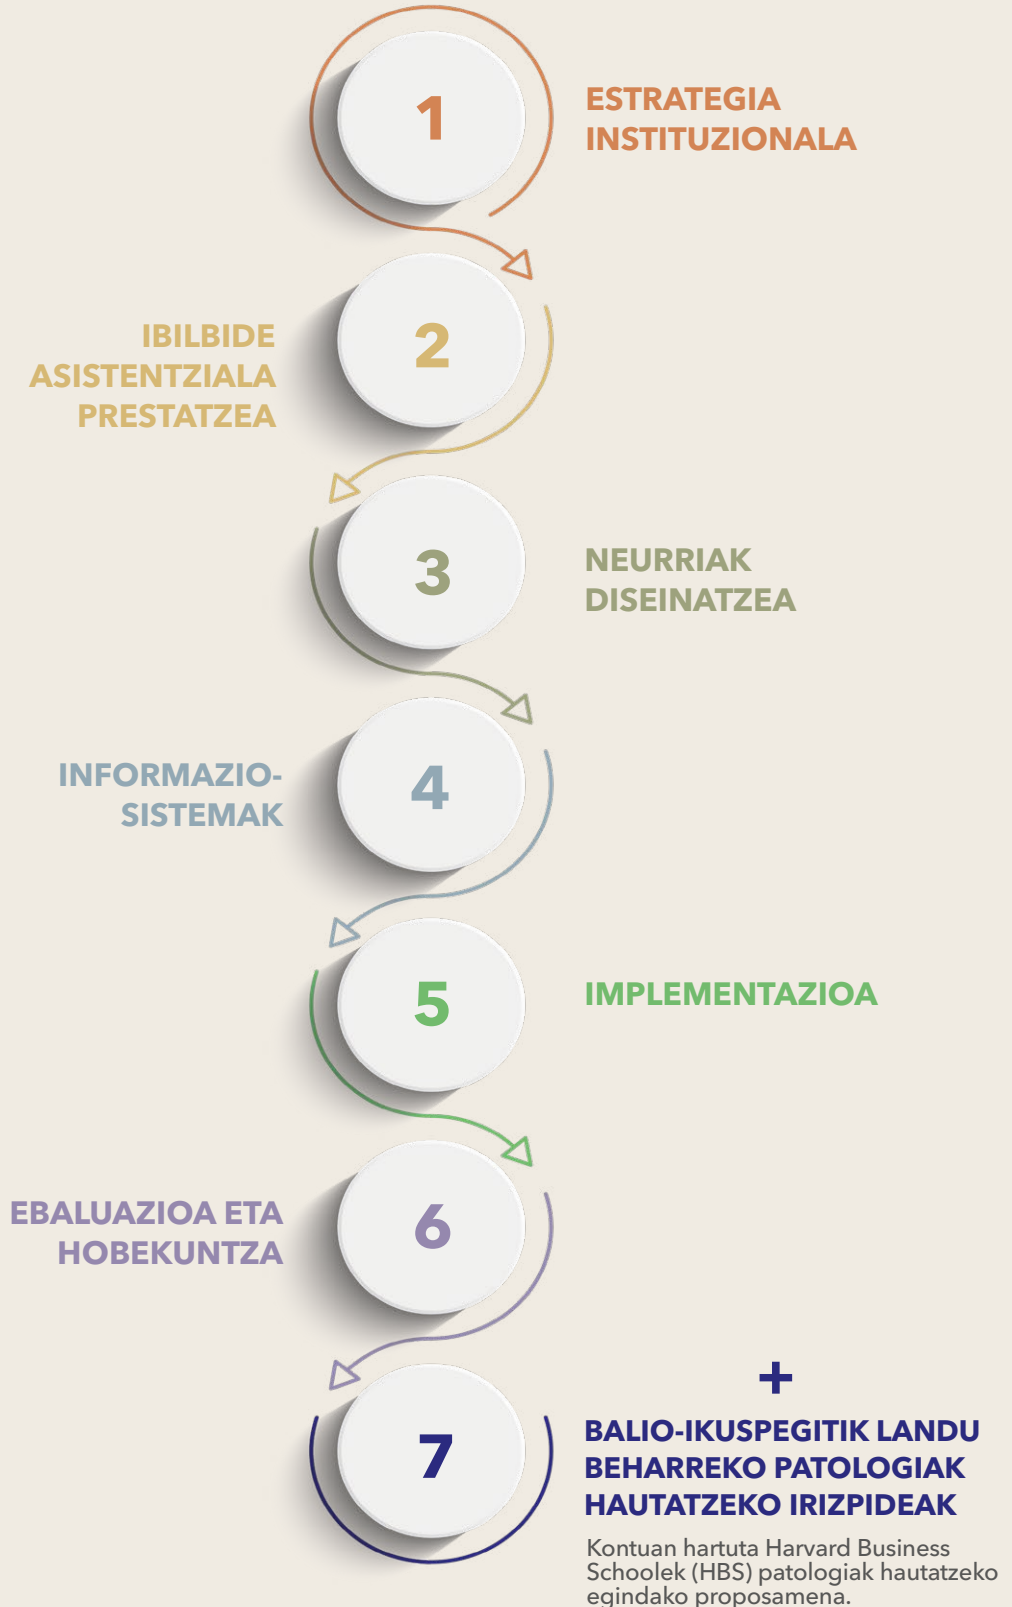 1
ESTRATEGIA
INSTITUZIONALA
2
IBILBIDE
ASISTENTZIALA
PRESTATZEA
3
NEURRIAK
DISEINATZEA
4
INFORMAZIO-
SISTEMAK
5
IMPLEMENTAZIOA
6
EBALUAZIOA ETA
HOBEKUNTZA
7
+
BALIO-IKUSPEGITIK LANDU
BEHARREKO PATOLOGIAK
HAUTATZEKO IRIZPIDEAK
Kontuan hartuta Harvard Business
Schoolek (HBS) patologiak hautatzeko
egindako proposamena.